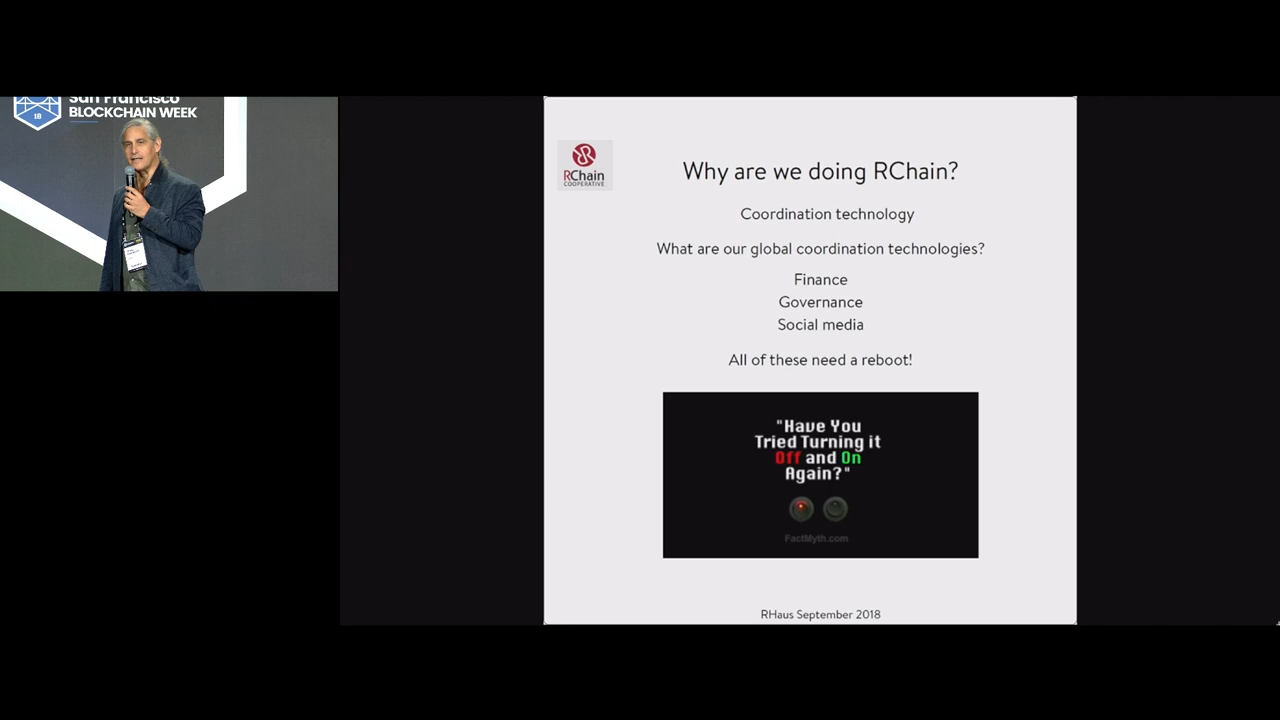 San Francisco
BLOCKCHAIN WEEK
18
RChain
COOPERATIVE
Why are we doing RChain?
Coordination technology
What are our global coordination technologies?
Finance
Governance
Social media
All of these need a reboot!
"Have You
Tried Turning it
Off and On
Again?"
FactMyth.com
RHaus September 2018